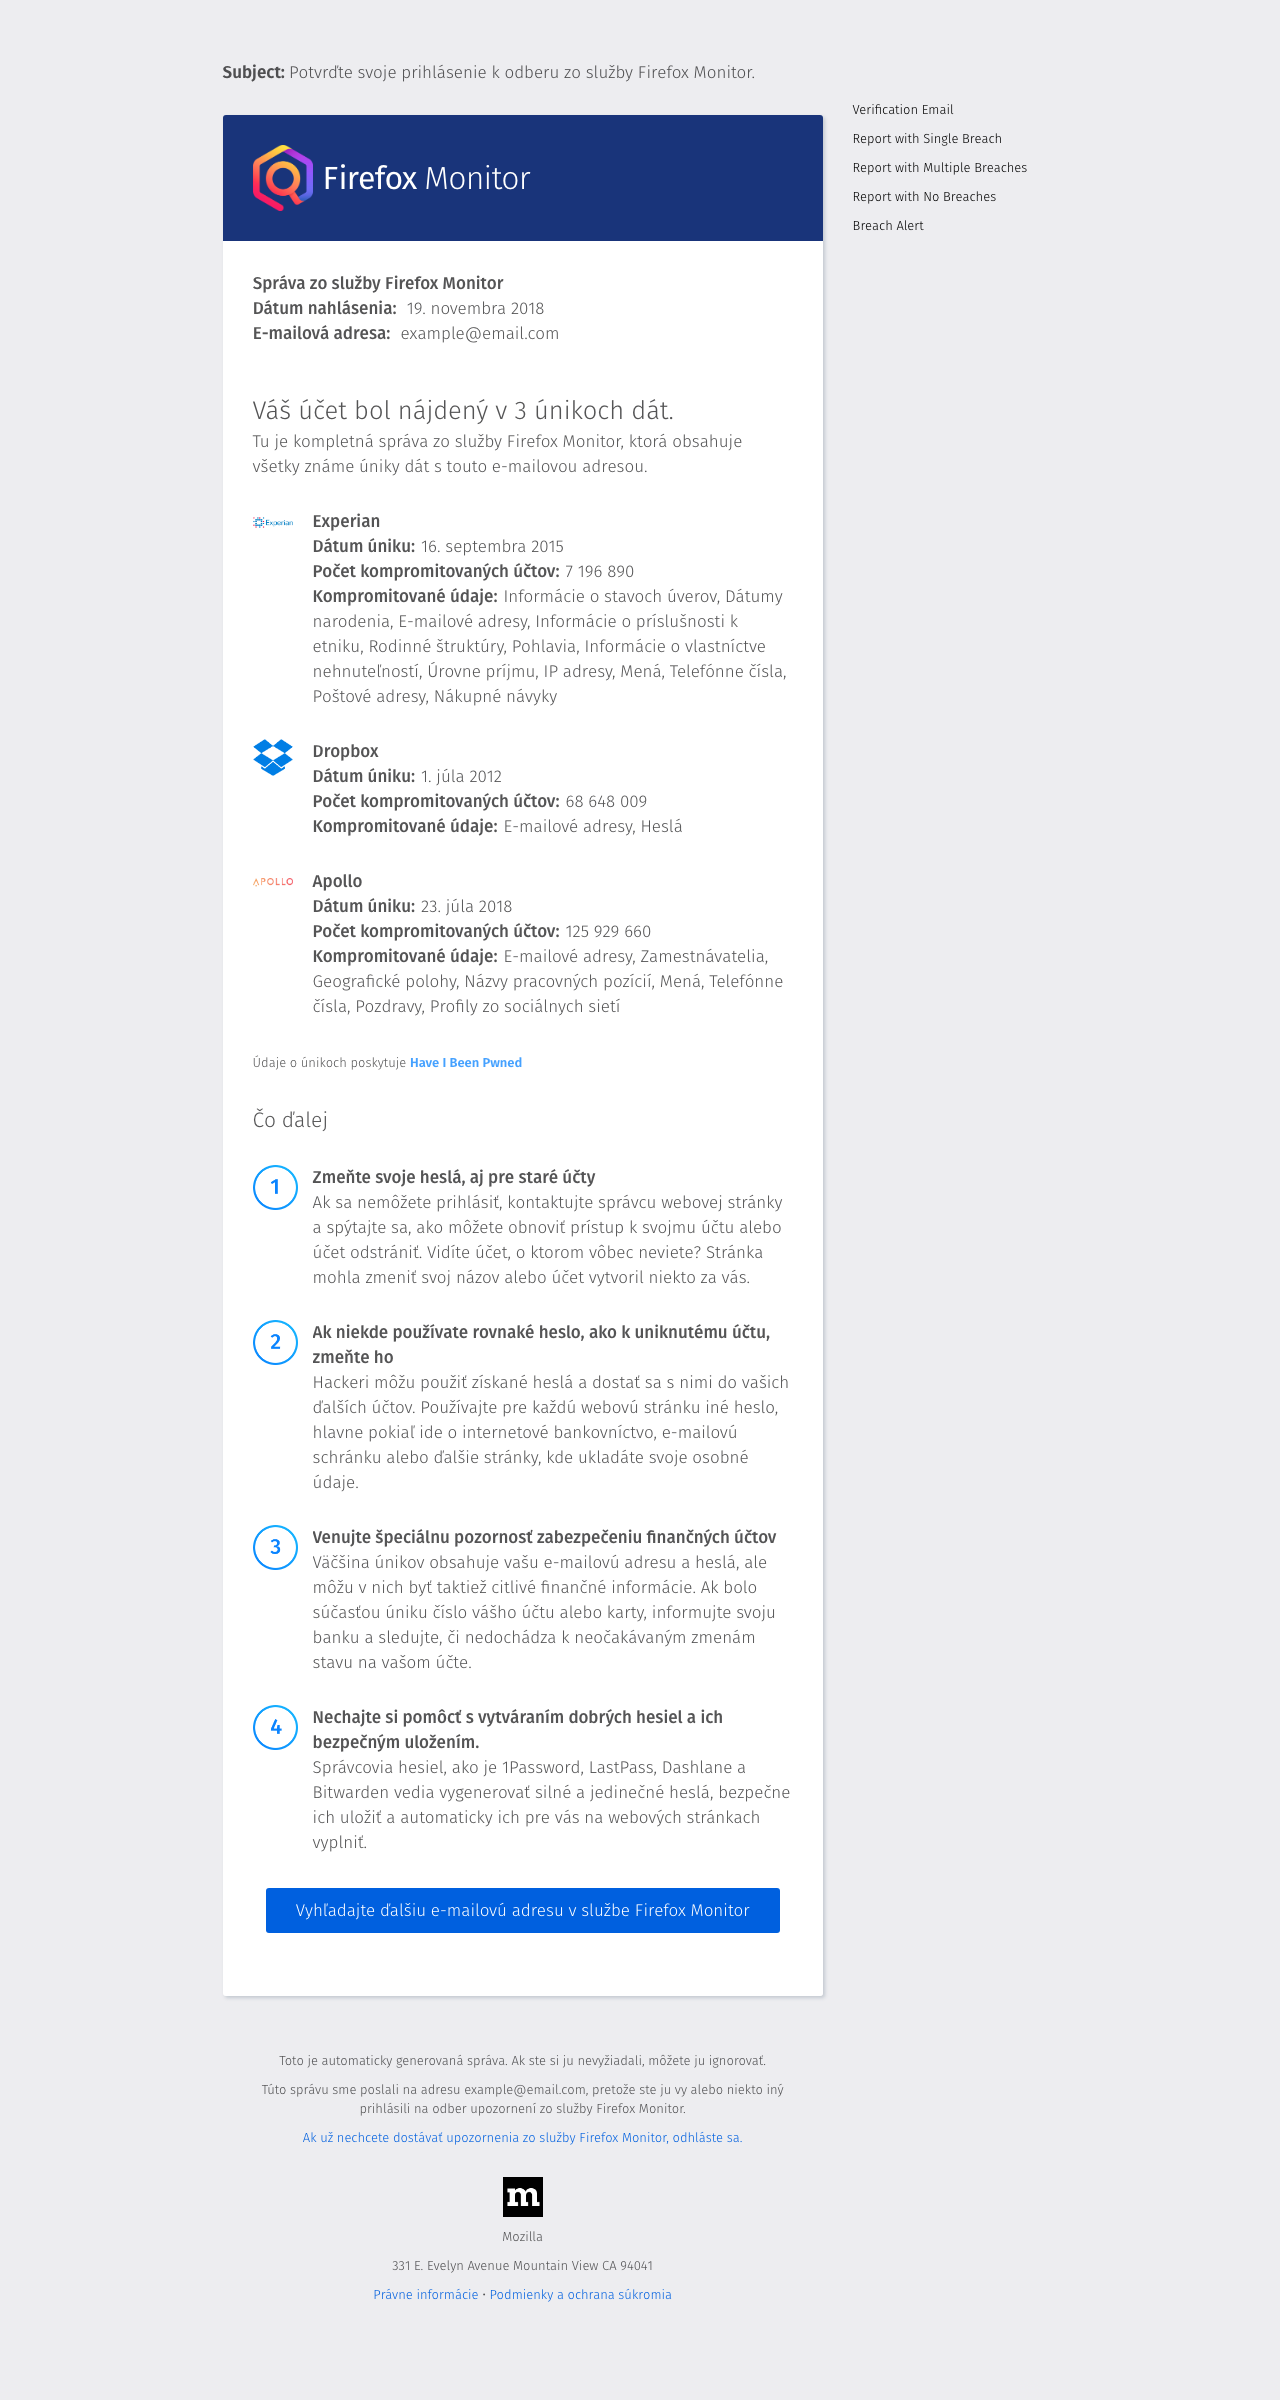 Subject: Potvrďte svoje prihlásenie k odberu zo služby Firefox Monitor.
Verification Email
Report with Single Breach
Report with Multiple Breaches
Report with No Breaches
Breach Alert
Firefox Monitor
Správa zo služby Firefox Monitor
Dátum nahlásenia: 19. novembra 2018
E-mailová adresa: example@email.com
Váš účet bol nájdený v 3 únikoch dát.
Tu je kompletná správa zo služby Firefox Monitor, ktorá obsahuje
všetky známe úniky dát s touto e-mailovou adresou.
Experian
Experian
Dátum úniku: 16. septembra 2015
Počet kompromitovaných účtov: 7 196 890
Kompromitované údaje: Informácie o stavoch úverov, Dátumy
narodenia, E-mailové adresy, Informácie o príslušnosti k
etniku, Rodinné štruktúry, Pohlavia, Informácie o vlastníctve
nehnuteľností, Úrovne príjmu, IP adresy, Mená, Telefónne čísla,
Poštové adresy, Nákupné návyky
Dropbox
Dátum úniku: 1. júla 2012
Počet kompromitovaných účtov: 68 648 009
Kompromitované údaje: E-mailové adresy, Heslá
APOLLO
Apollo
Dátum úniku: 23. júla 2018
Počet kompromitovaných účtov: 125 929 660
Kompromitované údaje: E-mailové adresy, Zamestnávatelia,
Geografické polohy, Názvy pracovných pozícií, Mená, Telefónne
čísla, Pozdravy, Profily zo sociálnych sietí
Údaje o únikoch poskytuje Have I Been Pwned
Čo ďalej
1
Zmeňte svoje heslá, aj pre staré účty
Ak sa nemôžete prihlásiť, kontaktujte správcu webovej stránky
a spýtajte sa, ako môžete obnoviť prístup k svojmu účtu alebo
účet odstrániť. Vidíte účet, o ktorom vôbec neviete? Stránka
mohla zmeniť svoj názov alebo účet vytvoril niekto za vás.
2
Ak niekde používate rovnaké heslo, ako k uniknutému účtu,
zmeňte ho
Hackeri môžu použiť získané heslá a dostať sa s nimi do vašich
ďalších účtov. Používajte pre každú webovú stránku iné heslo,
hlavne pokiaľ ide o internetové bankovníctvo, e-mailovú
schránku alebo ďalšie stránky, kde ukladáte svoje osobné
údaje.
3
Venujte špeciálnu pozornosť zabezpečeniu finančných účtov
Väčšina únikov obsahuje vašu e-mailovú adresu a heslá, ale
môžu v nich byť taktiež citlivé finančné informácie. Ak bolo
súčasťou úniku číslo vášho účtu alebo karty, informujte svoju
banku a sledujte, či nedochádza k neočakávaným zmenám
stavu na vašom účte.
4
Nechajte si pomôcť s vytváraním dobrých hesiel a ich
bezpečným uložením.
Správcovia hesiel, ako je 1Password, LastPass, Dashlane a
Bitwarden vedia vygenerovať silné a jedinečné heslá, bezpečne
ich uložiť a automaticky ich pre vás na webových stránkach
vyplniť.
Vyhľadajte ďalšiu e-mailovú adresu v službe Firefox Monitor
Toto je automaticky generovaná správa. Ak ste si ju nevyžiadali, môžete ju ignorovať.
Túto správu sme poslali na adresu example@email.com, pretože ste ju vy alebo niekto iný
prihlásili na odber upozornení zo služby Firefox Monitor.
Ak už nechcete dostávať upozornenia zo služby Firefox Monitor, odhláste sa.
m
Mozilla
331 E. Evelyn Avenue Mountain View CA 94041
Právne informácie • Podmienky a ochrana súkromia